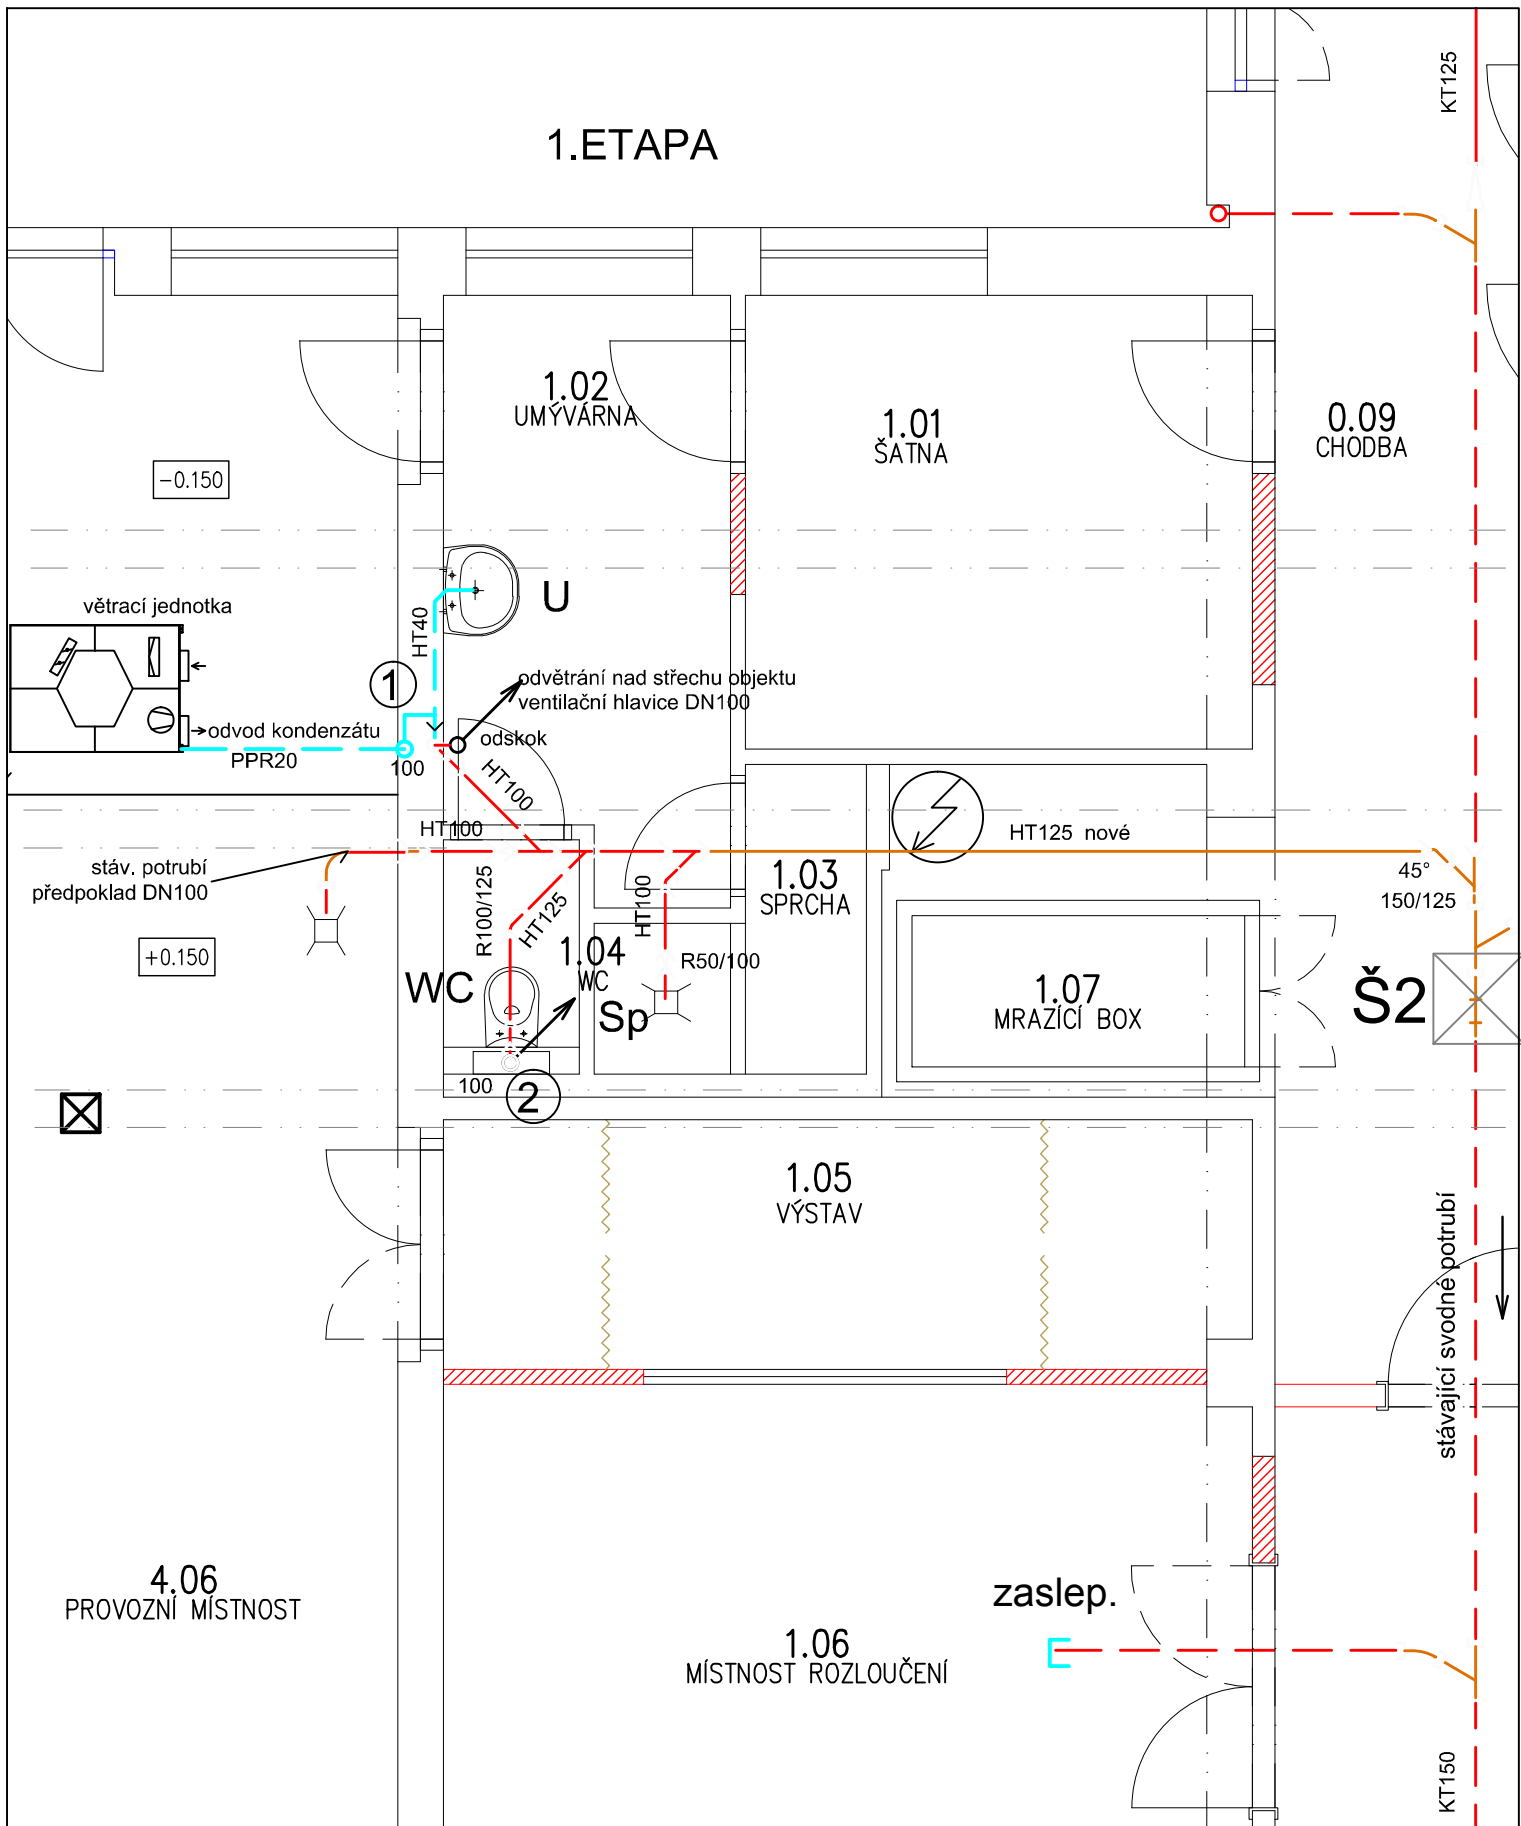 KT125
1.ETAPA
1.02
UMÝVÁRNA
1.01
ŠATNA
0.09
CHODBA
-0.150
U
větrací jednotka
HT40
1
odvětrání nad střechu objektu
ventilační hlavice DN100
odvod kondenzátu
odskok
PPR20
100
HT100
HT100
HT125 nové
stáv. potrubí
předpoklad DN100
45°
150/125
1.03
SPRCHA
R100/125
HT125
HT100
+0.150
1.04
WC
R50/100
WC
Sp
1.07
MRAZÍCÍ BOX
Š2
100
2
1.05
VÝSTAV
stávající svodné potrubí
4.06
PROVOZNÍ MÍSTNOST
zaslep.
1.06
MÍSTNOST ROZLOUČENÍ
KT150